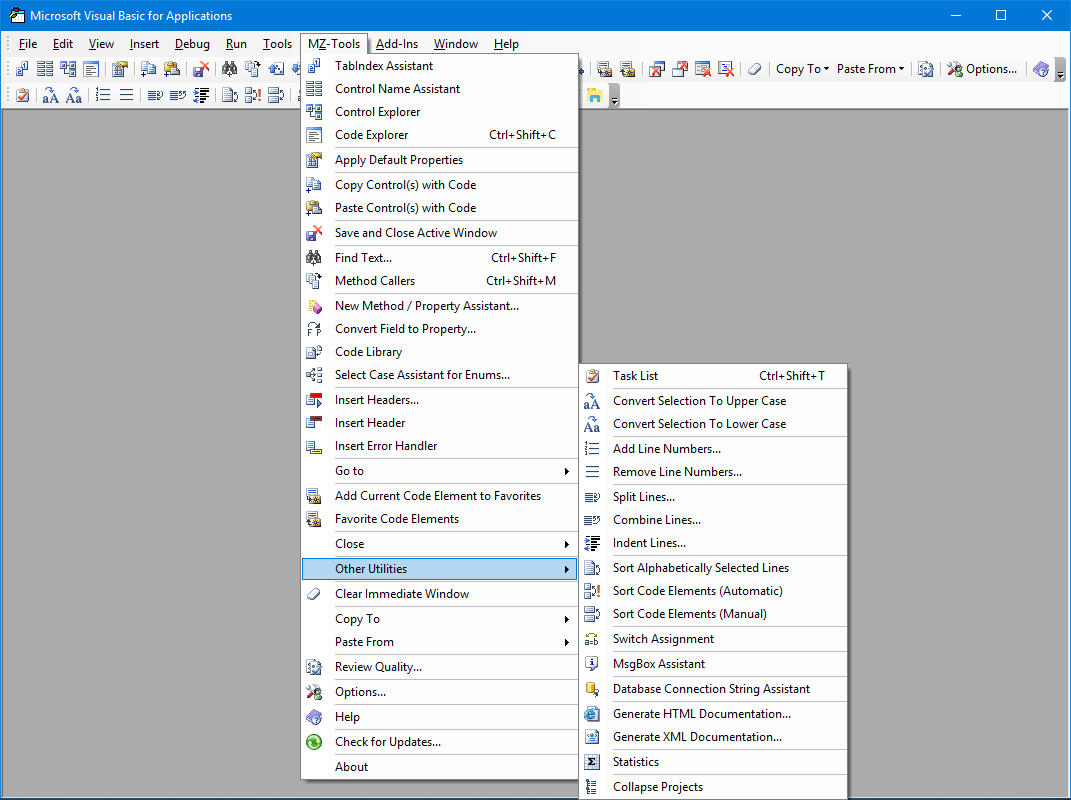 Microsoft Visual Basic for Applications
File Edit View Insert Debug Run Tools MZ-Tools Add-Ins Window Help
Copy To Paste From Options...
TabIndex Assistant
Control Name Assistant
Control Explorer
Code Explorer Ctrl+Shift+C
Apply Default Properties
Copy Control(s) with Code
Paste Control(s) with Code
Save and Close Active Window
Find Text... Ctrl+Shift+F
Method Callers Ctrl+Shift+M
New Method / Property Assistant...
Convert Field to Property...
Code Library
Select Case Assistant for Enums...
Insert Headers...
Insert Header
Insert Error Handler
Go to
Add Current Code Element to Favorites
Favorite Code Elements
Close
Other Utilities
Clear Immediate Window
Copy To
Paste From
Review Quality...
Options...
Help
Check for Updates...
About
Task List Ctrl+Shift+T
Convert Selection To Upper Case
Convert Selection To Lower Case
Add Line Numbers...
Remove Line Numbers...
Split Lines...
Combine Lines...
Indent Lines...
Sort Alphabetically Selected Lines
Sort Code Elements (Automatic)
Sort Code Elements (Manual)
Switch Assignment
MsgBox Assistant
Database Connection String Assistant
Generate HTML Documentation...
Generate XML Documentation...
Statistics
Collapse Projects